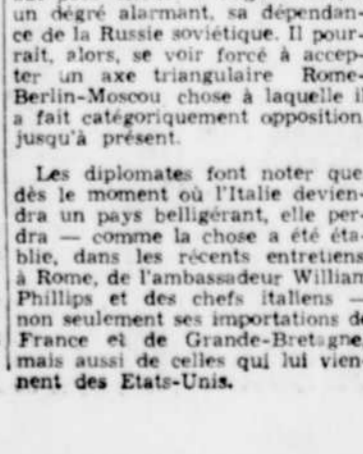 un dégré alarmant, sa dépendan-
ce de la Russie soviétique. Il pour-
rait, alors, se voir forcé à accep-
ter un axe triangulaire Rome-
Berlin-Moscou chose à laquelle il
a fait catégoriquement opposition
jusqu'à présent.
Les diplomates font noter que
dès le moment où l'Italie devien-
dra un pays belligérant, elle per-
dra — comme la chose a été éta-
blie, dans les récents entretiens
à Rome, de l'ambassadeur William
Phillips et des chefs italiens —
non seulement ses importations de
France et de Grande-Bretagne,
mais aussi de celles qui lui vien-
nent des Etats-Unis.